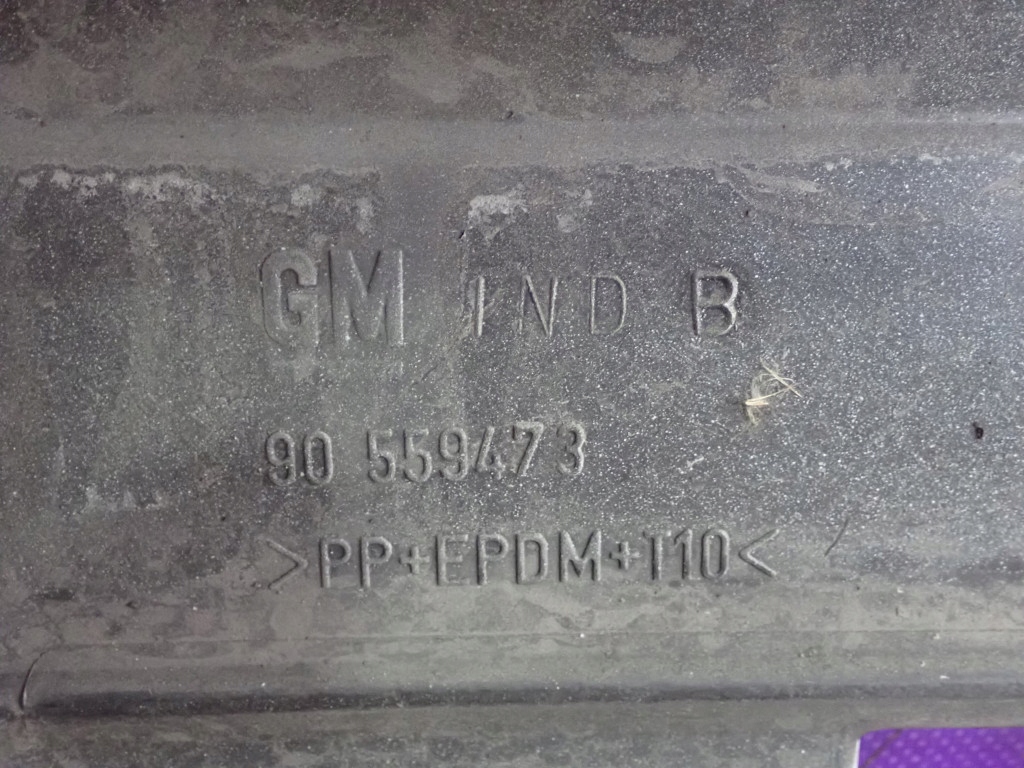 GM IND B
90 559473
>PP+EPDM+T10<